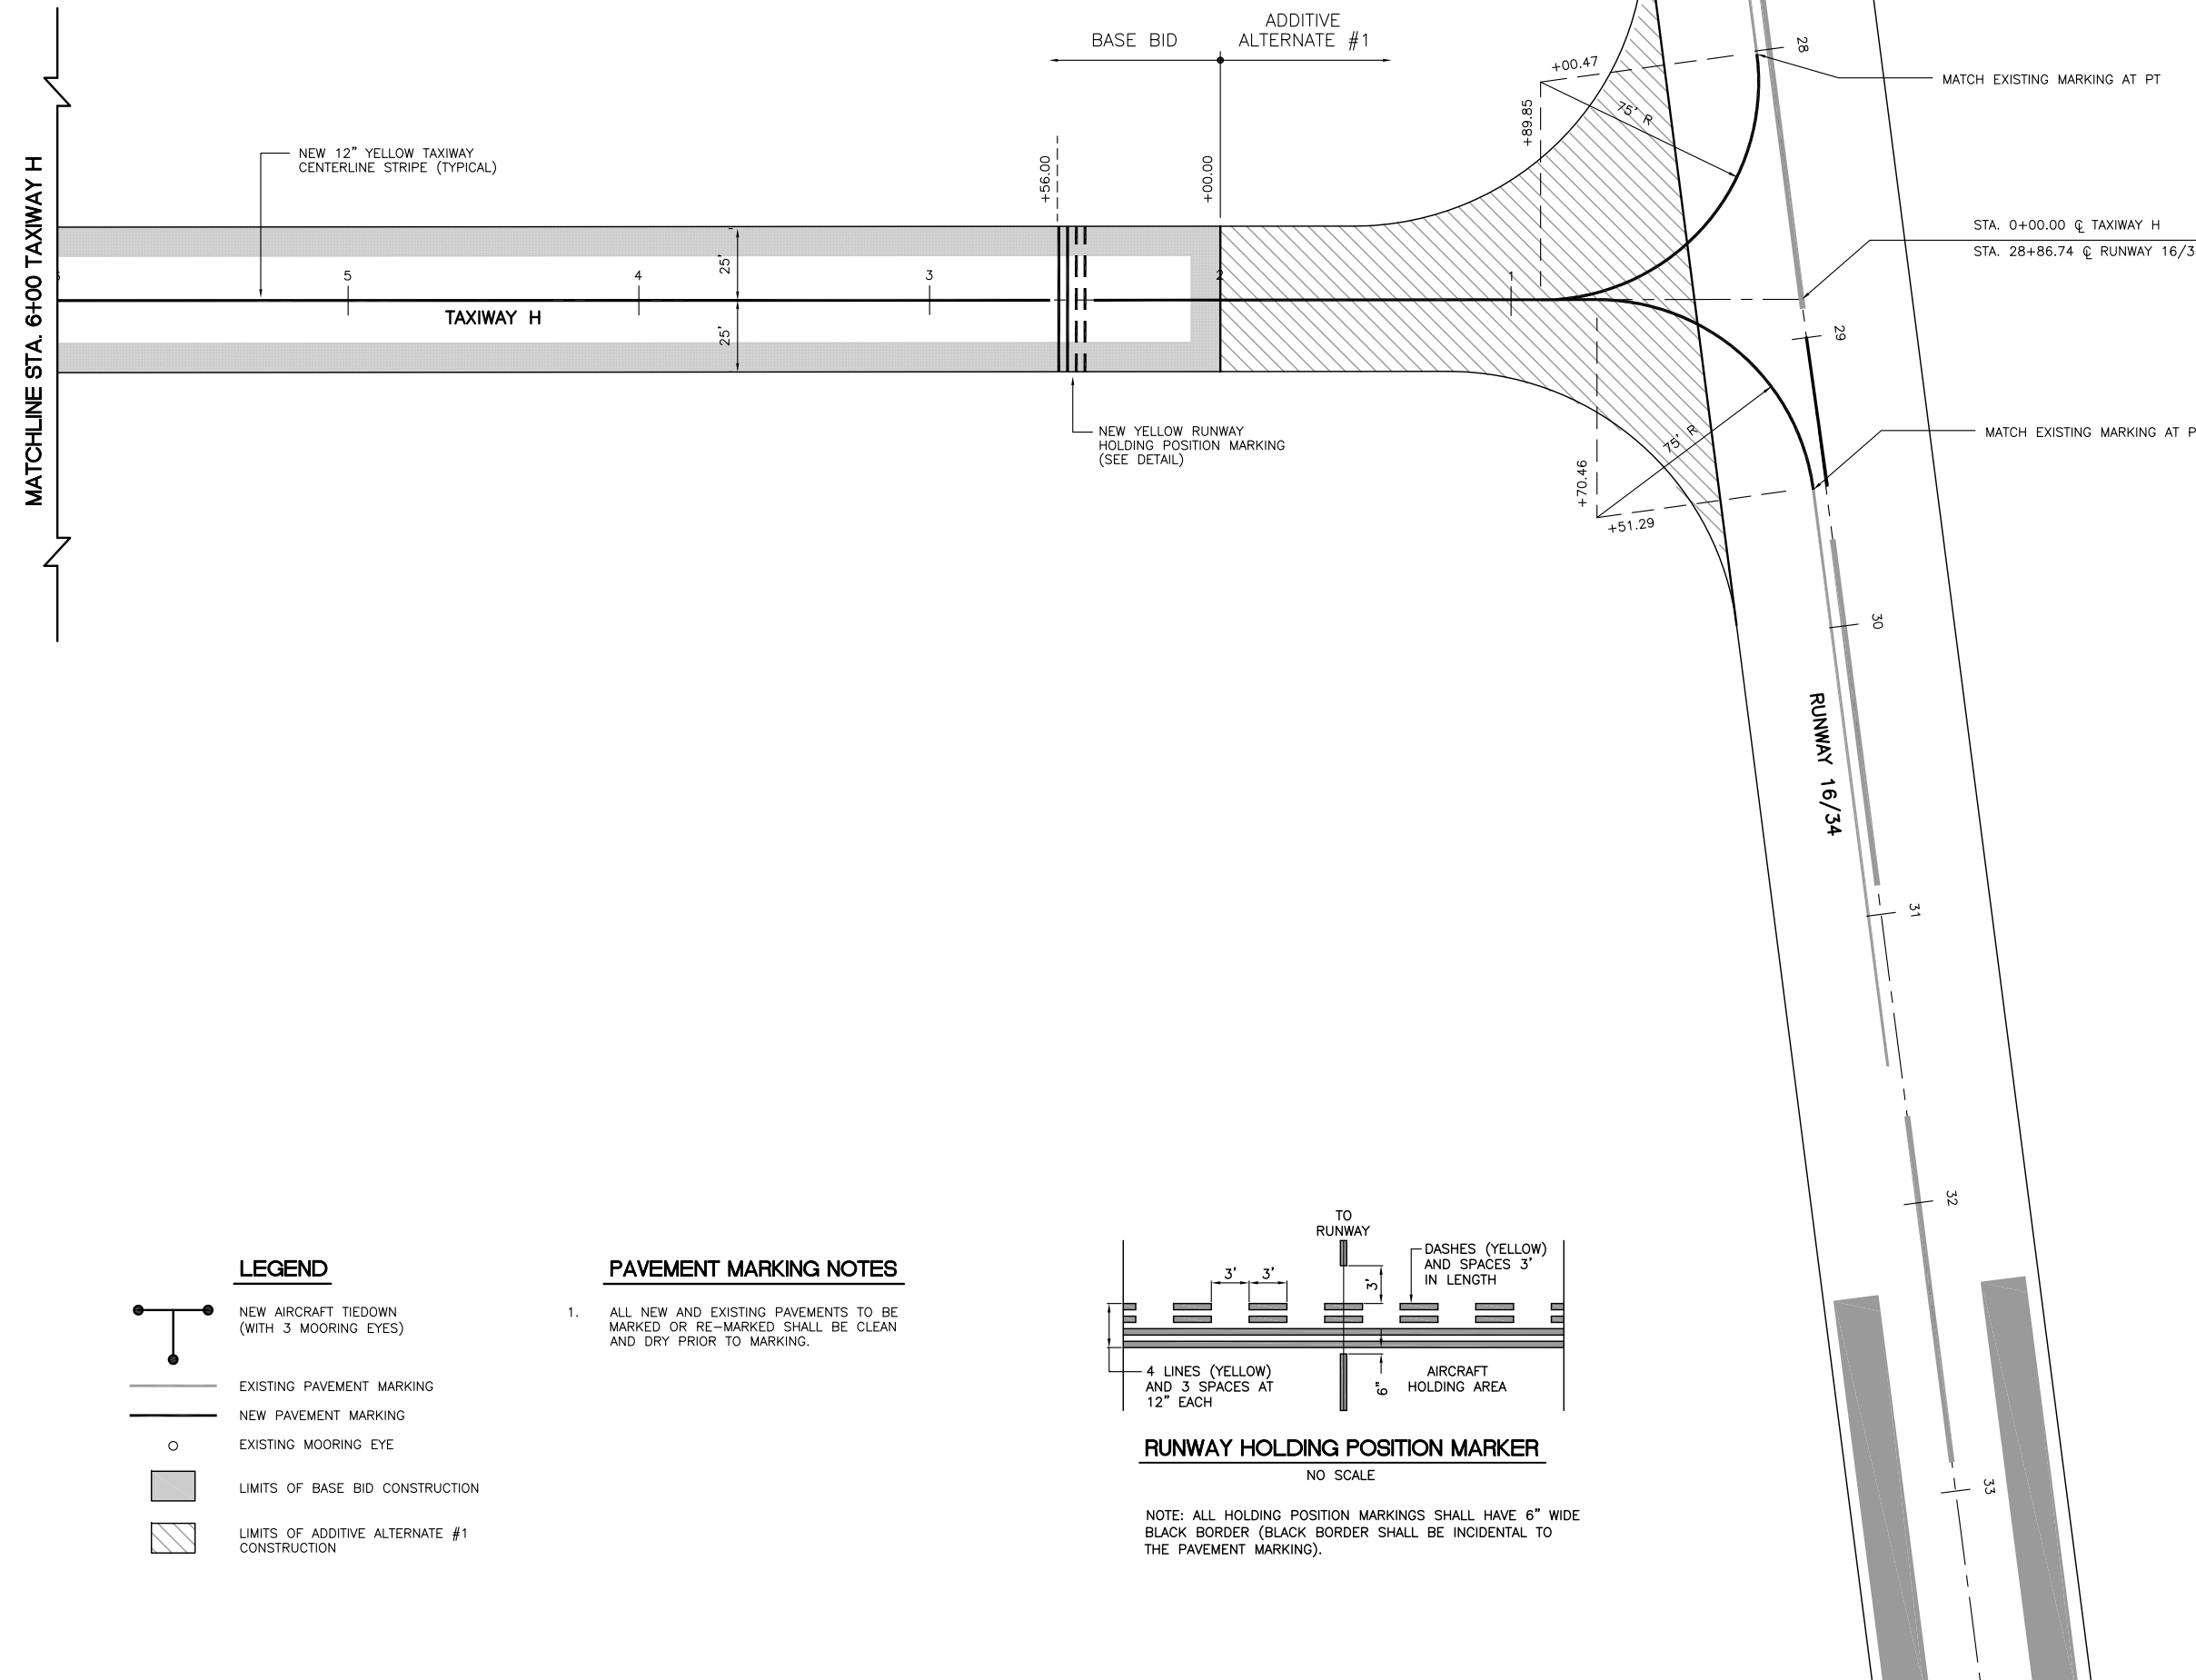 ADDITIVE
BASE BID
ALTERNATE #1
28
+00.47
MATCH EXISTING MARKING AT PT
75' R
+89.85
NEW 12" YELLOW TAXIWAY
CENTERLINE STRIPE (TYPICAL)
+56.00
+00.00
MATCHLINE STA. 6+00 TAXIWAY H
STA. 0+00.00 ℄ TAXIWAY H
STA. 28+86.74 ℄ RUNWAY 16/3
25'
5
4
3
2
1
TAXIWAY H
25'
29
NEW YELLOW RUNWAY
HOLDING POSITION MARKING
(SEE DETAIL)
75' R
MATCH EXISTING MARKING AT P
+70.46
+51.29
30
RUNWAY 16/34
31
32
33
LEGEND
NEW AIRCRAFT TIEDOWN
(WITH 3 MOORING EYES)
EXISTING PAVEMENT MARKING
NEW PAVEMENT MARKING
EXISTING MOORING EYE
LIMITS OF BASE BID CONSTRUCTION
LIMITS OF ADDITIVE ALTERNATE #1
CONSTRUCTION
PAVEMENT MARKING NOTES
1. ALL NEW AND EXISTING PAVEMENTS TO BE
MARKED OR RE-MARKED SHALL BE CLEAN
AND DRY PRIOR TO MARKING.
TO
RUNWAY
DASHES (YELLOW)
AND SPACES 3'
IN LENGTH
3'
3'
3'
4 LINES (YELLOW)
AND 3 SPACES AT
12" EACH
6"
AIRCRAFT
HOLDING AREA
RUNWAY HOLDING POSITION MARKER
NO SCALE
NOTE: ALL HOLDING POSITION MARKINGS SHALL HAVE 6" WIDE
BLACK BORDER (BLACK BORDER SHALL BE INCIDENTAL TO
THE PAVEMENT MARKING).